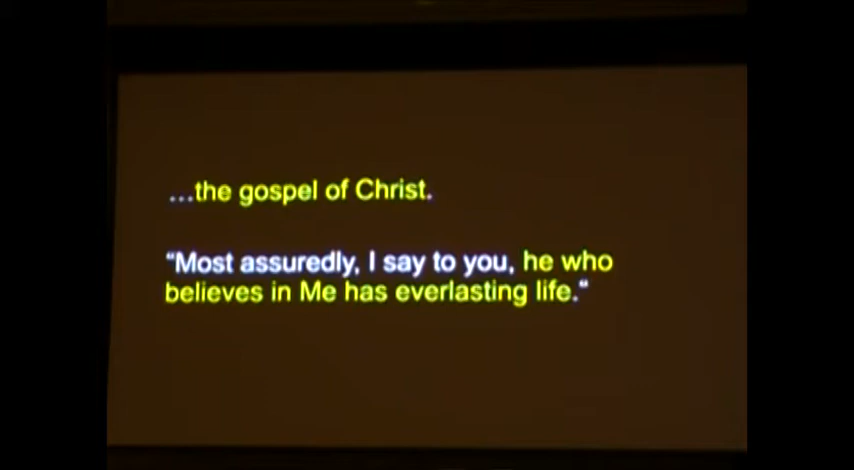 ...the gospel of Christ.
“Most assuredly, I say to you, he who
believes in Me has everlasting life.“